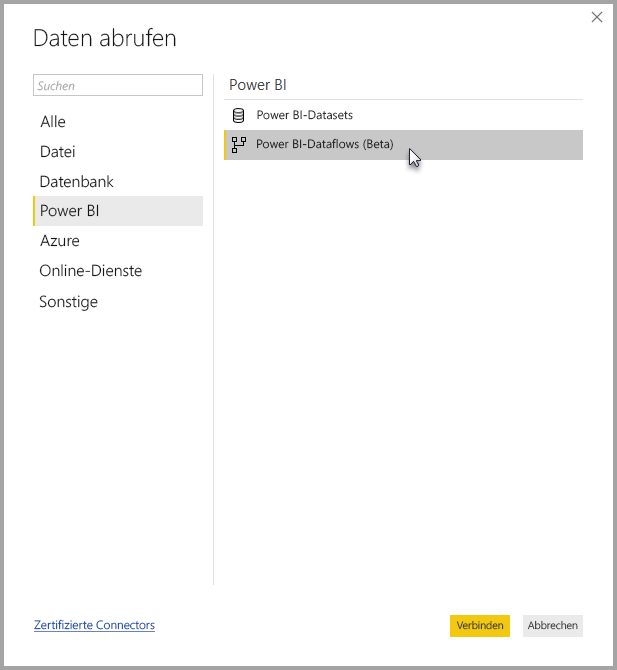 Daten abrufen
Suchen
Alle
Datei
Datenbank
Power BI
Azure
Online-Dienste
Sonstige
Power BI
Power BI-Datasets
Power BI-Dataflows (Beta)
Zertifizierte Connectors
Verbinden
Abbrechen